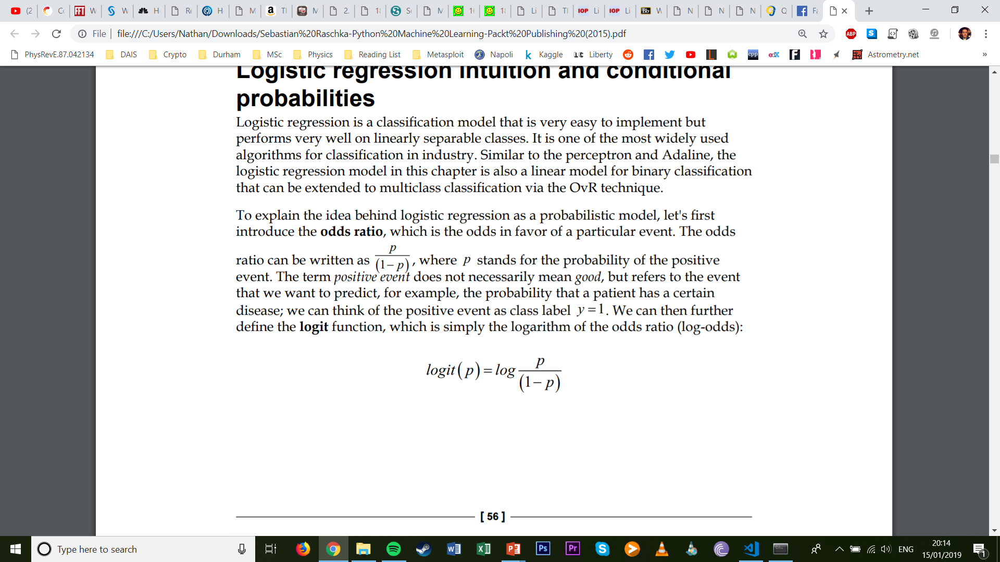 (2
W
W
H
H
M
a
M
2.
M
Li
IOP
Li
IOP
Li
Bb
N
N
N
File
file:///C:/Users/Nathan/Downloads/Sebastian%20Raschka-Python%20Machine%20Learning-Packt%20Publishing%20(2015).pdf
ABP
PhysRevE.87.042134
DAIS
Crypto
Durham
MSc
Physics
Reading List
Metasploit
Napoli
k
Kaggle
LC
Liberty
cpp
edX
Astrometry.net
»
Logistic regression intuition and conditional
probabilities
Logistic regression is a classification model that is very easy to implement but
performs very well on linearly separable classes. It is one of the most widely used
algorithms for classification in industry. Similar to the perceptron and Adaline, the
logistic regression model in this chapter is also a linear model for binary classification
that can be extended to multiclass classification via the OvR technique.
To explain the idea behind logistic regression as a probabilistic model, let's first
introduce the odds ratio, which is the odds in favor of a particular event. The odds
ratio can be written as p/(1−p), where p stands for the probability of the positive
event. The term positive event does not necessarily mean good, but refers to the event
that we want to predict, for example, the probability that a patient has a certain
disease; we can think of the positive event as class label y = 1. We can then further
define the logit function, which is simply the logarithm of the odds ratio (log-odds):
logit(p) = log p/(1−p)
[ 56 ]
Type here to search
Ps
Pr
ENG
20:14
15/01/2019
1